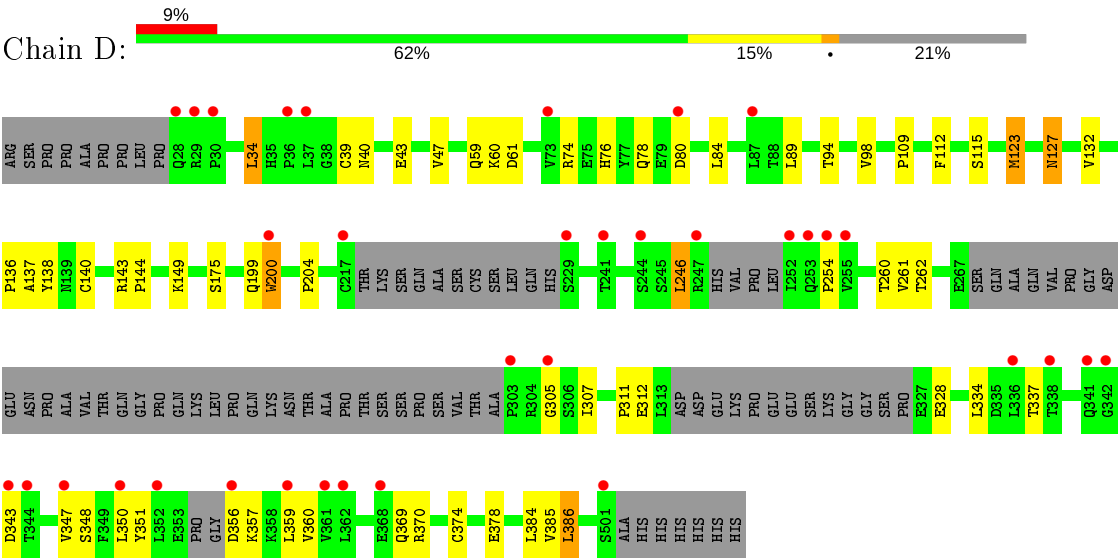 9%
Chain D:
62% 15% • 21%
ARG SER PRO PRO ALA PRO PRO LEU PRO Q28 R29 P30 L34 H35 P36 L37 G38 C39 N40 E43 V47 Q59 K60 D61 V73 R74 E75 H76 Y77 Q78 E79 D80 L84 L87 T88 L89 T94 V98 P109 F112 S115 M123 N127 V132
P136 A137 Y138 N139 C140 R143 P144 K149 S175 Q199 W200 P204 C217 THR LYS SER GLN ALA SER CYS SER LEU GLN HIS S229 T241 S244 S245 L246 R247 HIS VAL PRO LEU I252 Q253 P254 V255 T260 V261 T262 E267 SER GLN ALA GLN VAL PRO GLY ASP
GLU ASN PRO ALA VAL THR GLN GLY PRO GLN LYS LEU PRO GLN LYS ASN THR ALA PRO THR SER SER PRO SER VAL THR ALA P303 R304 G305 S306 I307 P311 E312 L313 ASP ASP GLU LYS PRO GLU GLU SER LYS GLY GLY SER PRO E327 E328 L334 D335 L336 T337 T338 Q341 G342
D343 T344 V347 S348 F349 L350 Y351 L352 E353 PRO GLY D356 K357 K358 L359 V360 V361 L362 E368 Q369 R370 C374 E378 L384 V385 L386 S501 ALA HIS HIS HIS HIS HIS HIS